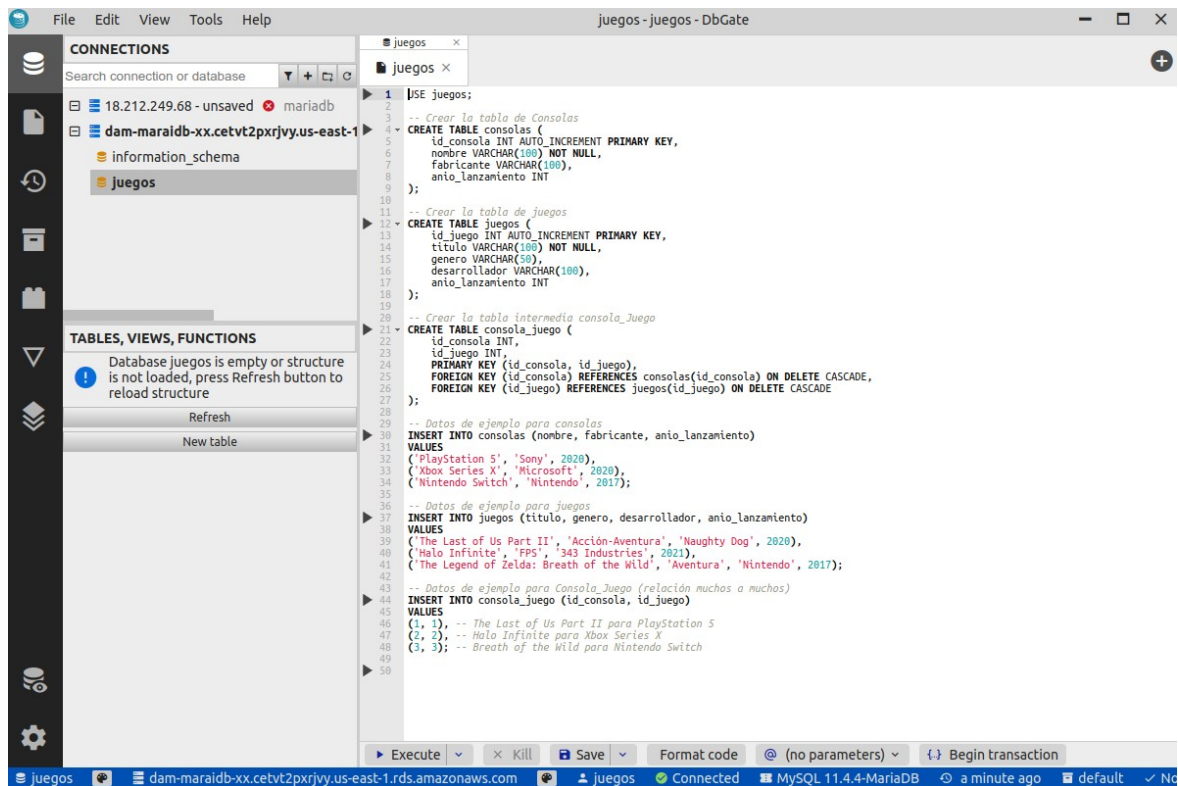 File Edit View Tools Help
juegos - juegos - DbGate
CONNECTIONS
Search connection or database
18.212.249.68 - unsaved mariadb
dam-maraidb-xx.cetvt2pxrjvy.us-east-1
information_schema
juegos
TABLES, VIEWS, FUNCTIONS
Database juegos is empty or structure
is not loaded, press Refresh button to
reload structure
Refresh
New table
juegos
juegos
1 USE juegos;
2
3 -- Crear la tabla de Consolas
4 CREATE TABLE consolas (
5 id_consola INT AUTO_INCREMENT PRIMARY KEY,
6 nombre VARCHAR(100) NOT NULL,
7 fabricante VARCHAR(100),
8 anio_lanzamiento INT
9 );
10
11 -- Crear la tabla de juegos
12 CREATE TABLE juegos (
13 id_juego INT AUTO_INCREMENT PRIMARY KEY,
14 titulo VARCHAR(100) NOT NULL,
15 genero VARCHAR(50),
16 desarrollador VARCHAR(100),
17 anio_lanzamiento INT
18 );
19
20 -- Crear la tabla intermedia consola_Juego
21 CREATE TABLE consola_juego (
22 id_consola INT,
23 id_juego INT,
24 PRIMARY KEY (id_consola, id_juego),
25 FOREIGN KEY (id_consola) REFERENCES consolas(id_consola) ON DELETE CASCADE,
26 FOREIGN KEY (id_juego) REFERENCES juegos(id_juego) ON DELETE CASCADE
27 );
28
29 -- Datos de ejemplo para consolas
30 INSERT INTO consolas (nombre, fabricante, anio_lanzamiento)
31 VALUES
32 ('PlayStation 5', 'Sony', 2020),
33 ('Xbox Series X', 'Microsoft', 2020),
34 ('Nintendo Switch', 'Nintendo', 2017);
35
36 -- Datos de ejemplo para juegos
37 INSERT INTO juegos (titulo, genero, desarrollador, anio_lanzamiento)
38 VALUES
39 ('The Last of Us Part II', 'Acción-Aventura', 'Naughty Dog', 2020),
40 ('Halo Infinite', 'FPS', '343 Industries', 2021),
41 ('The Legend of Zelda: Breath of the Wild', 'Aventura', 'Nintendo', 2017);
42
43 -- Datos de ejemplo para Consola_Juego (relación muchos a muchos)
44 INSERT INTO consola_juego (id_consola, id_juego)
45 VALUES
46 (1, 1), -- The Last of Us Part II para PlayStation 5
47 (2, 2), -- Halo Infinite para Xbox Series X
48 (3, 3); -- Breath of the Wild para Nintendo Switch
49
50
Execute Kill Save Format code @ (no parameters) {..} Begin transaction
juegos dam-maraidb-xx.cetvt2pxrjvy.us-east-1.rds.amazonaws.com juegos Connected MySQL 11.4.4-MariaDB a minute ago default No